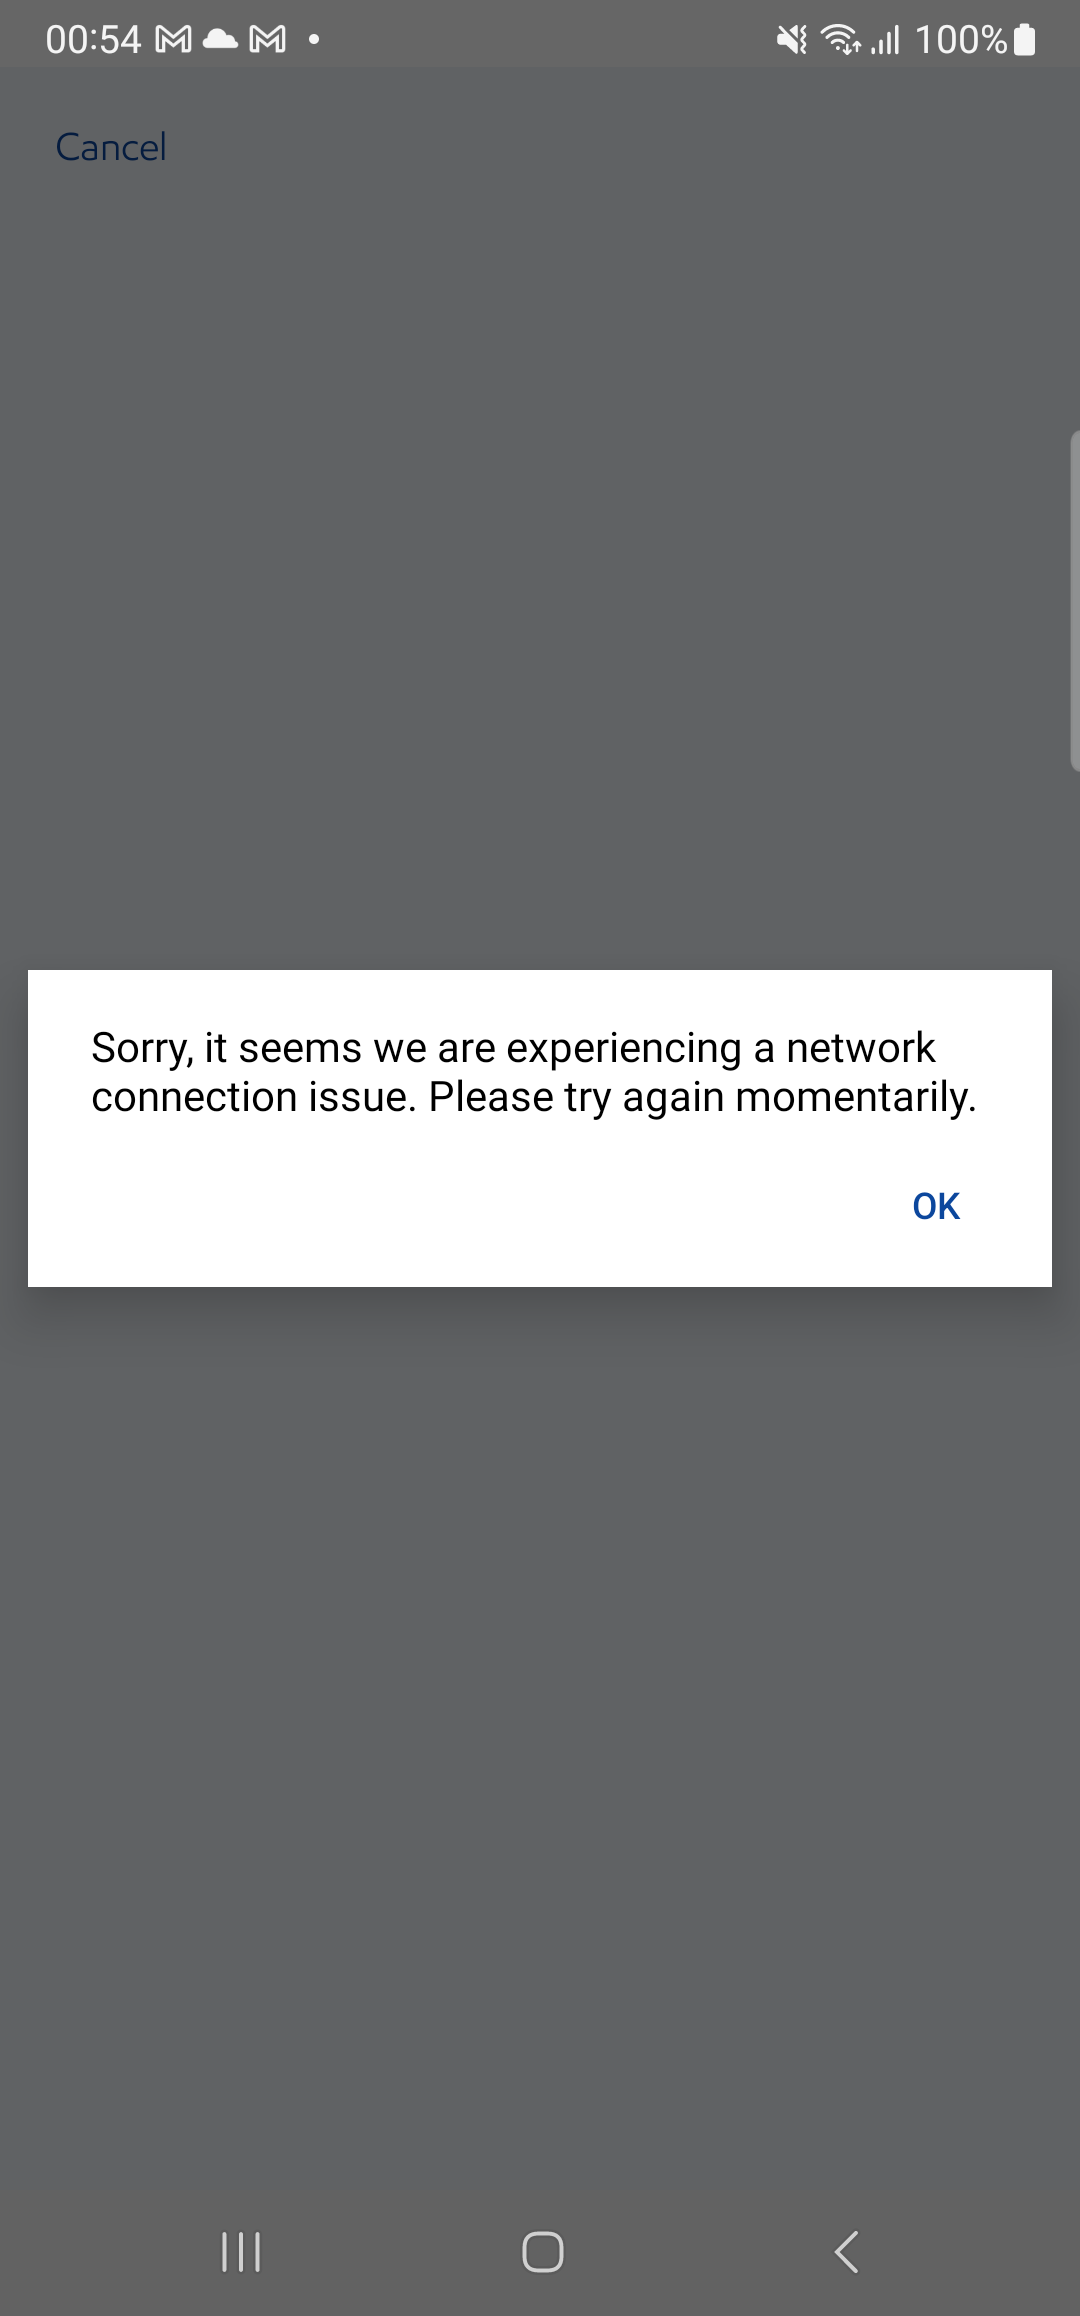 00:54
100%
Cancel
Sorry, it seems we are experiencing a network
connection issue. Please try again momentarily.
OK